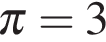 π = 3